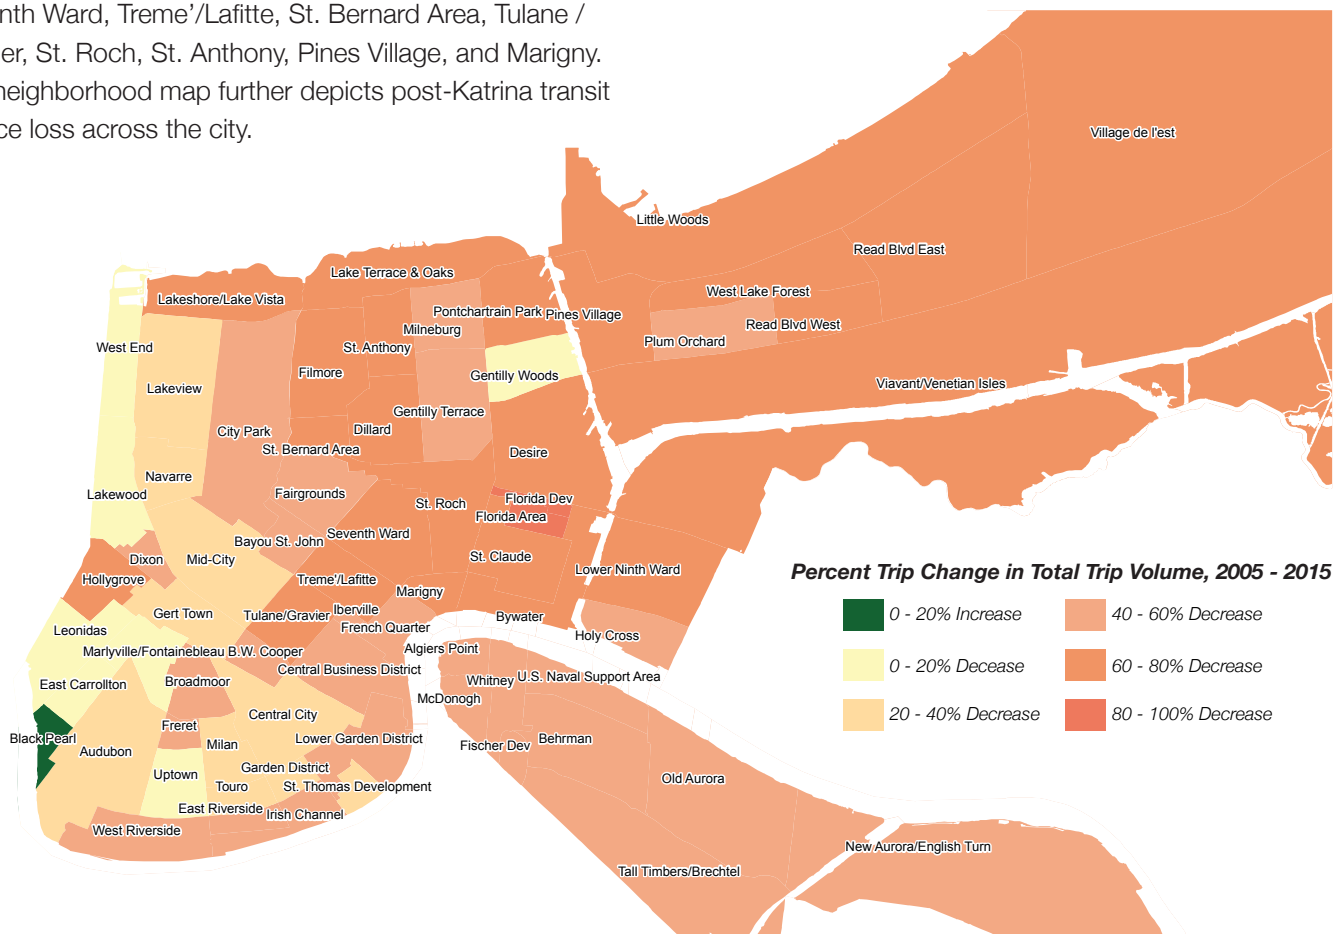 nth Ward, Treme’/Lafitte, St. Bernard Area, Tulane /
er, St. Roch, St. Anthony, Pines Village, and Marigny.
neighborhood map further depicts post-Katrina transit
ce loss across the city.
Village de l'est
Little Woods
Read Blvd East
Lake Terrace & Oaks
Lakeshore/Lake Vista
West Lake Forest
Pontchartrain Park
Pines Village
Read Blvd West
Milneburg
Plum Orchard
West End
St. Anthony
Filmore
Gentilly Woods
Viavant/Venetian Isles
Lakeview
Gentilly Terrace
Dillard
City Park
St. Bernard Area
Desire
Navarre
Lakewood
Fairgrounds
Florida Dev
St. Roch
Florida Area
Seventh Ward
Bayou St. John
Dixon
Mid-City
St. Claude
Lower Ninth Ward
Hollygrove
Treme'/Lafitte
Marigny
Gert Town
Tulane/Gravier
Iberville
Bywater
French Quarter
Leonidas
Holy Cross
Marlyville/Fontainebleau
B.W. Cooper
Algiers Point
Central Business District
East Carrollton
Broadmoor
Whitney
U.S. Naval Support Area
McDonogh
Central City
Freret
Black Pearl
Audubon
Milan
Lower Garden District
Fischer Dev
Behrman
Uptown
Garden District
Old Aurora
Touro
St. Thomas Development
East Riverside
Irish Channel
West Riverside
New Aurora/English Turn
Tall Timbers/Brechtel
Percent Trip Change in Total Trip Volume, 2005 - 2015
0 - 20% Increase
40 - 60% Decrease
0 - 20% Decease
60 - 80% Decrease
20 - 40% Decrease
80 - 100% Decrease